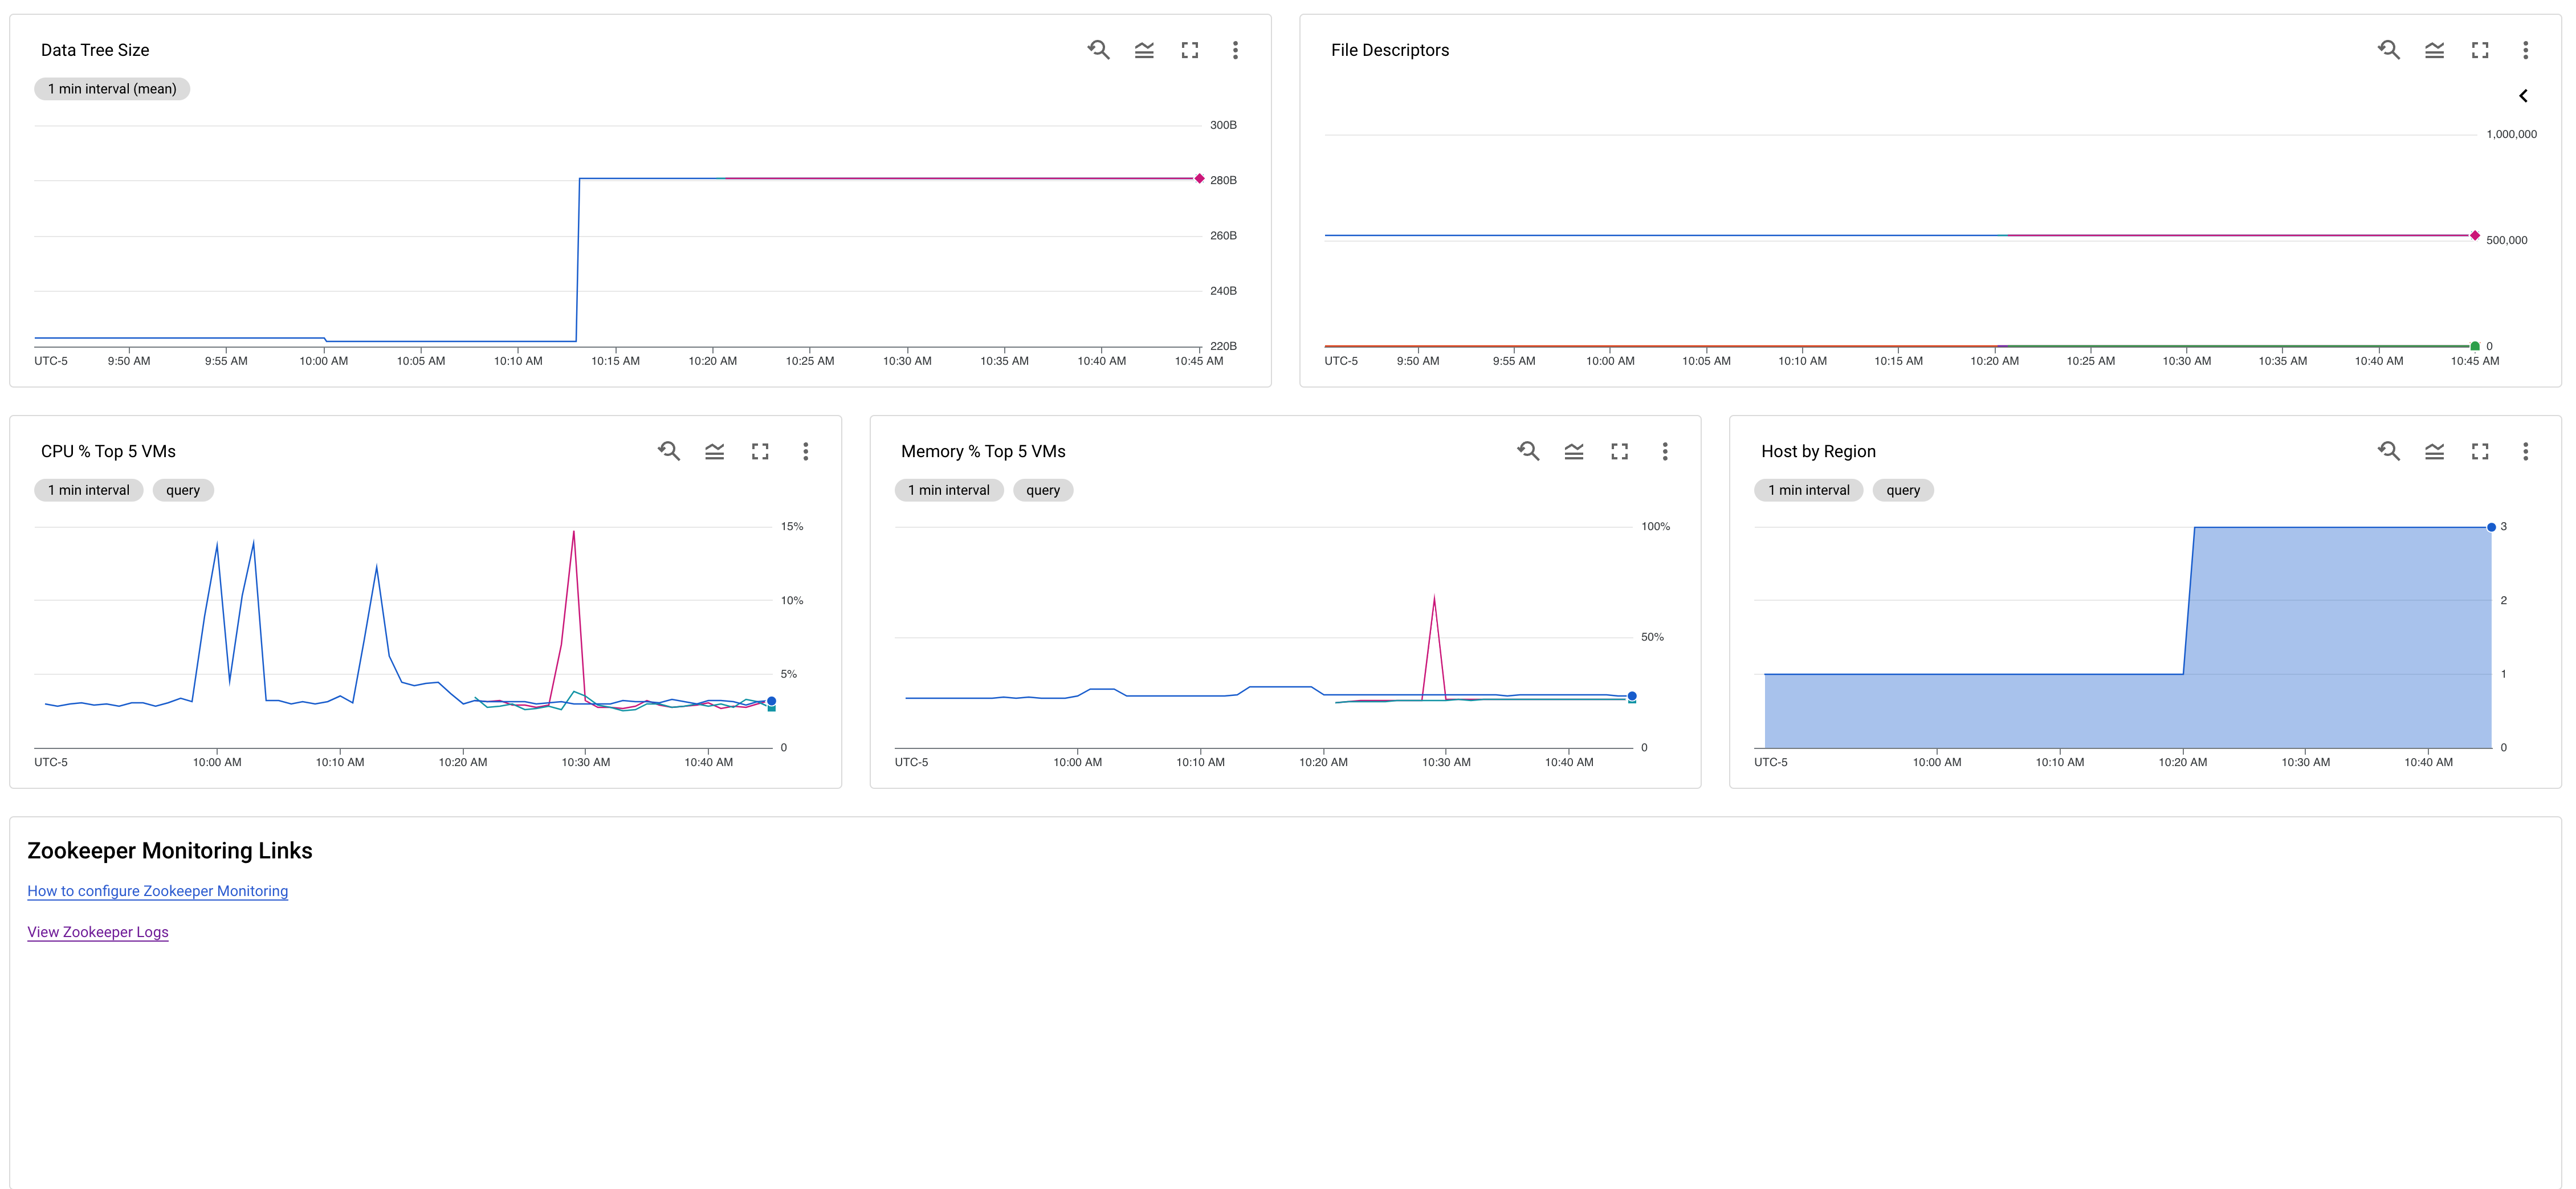 Data Tree Size
1 min interval (mean)
300B
280B
260B
240B
220B
UTC-5 9:50 AM 9:55 AM 10:00 AM 10:05 AM 10:10 AM 10:15 AM 10:20 AM 10:25 AM 10:30 AM 10:35 AM 10:40 AM 10:45 AM
File Descriptors
1,000,000
500,000
0
UTC-5 9:50 AM 9:55 AM 10:00 AM 10:05 AM 10:10 AM 10:15 AM 10:20 AM 10:25 AM 10:30 AM 10:35 AM 10:40 AM 10:45 AM
CPU % Top 5 VMs
1 min interval query
15%
10%
5%
0
UTC-5 10:00 AM 10:10 AM 10:20 AM 10:30 AM 10:40 AM
Memory % Top 5 VMs
1 min interval query
100%
50%
0
UTC-5 10:00 AM 10:10 AM 10:20 AM 10:30 AM 10:40 AM
Host by Region
1 min interval query
3
2
1
0
UTC-5 10:00 AM 10:10 AM 10:20 AM 10:30 AM 10:40 AM
Zookeeper Monitoring Links
How to configure Zookeeper Monitoring
View Zookeeper Logs